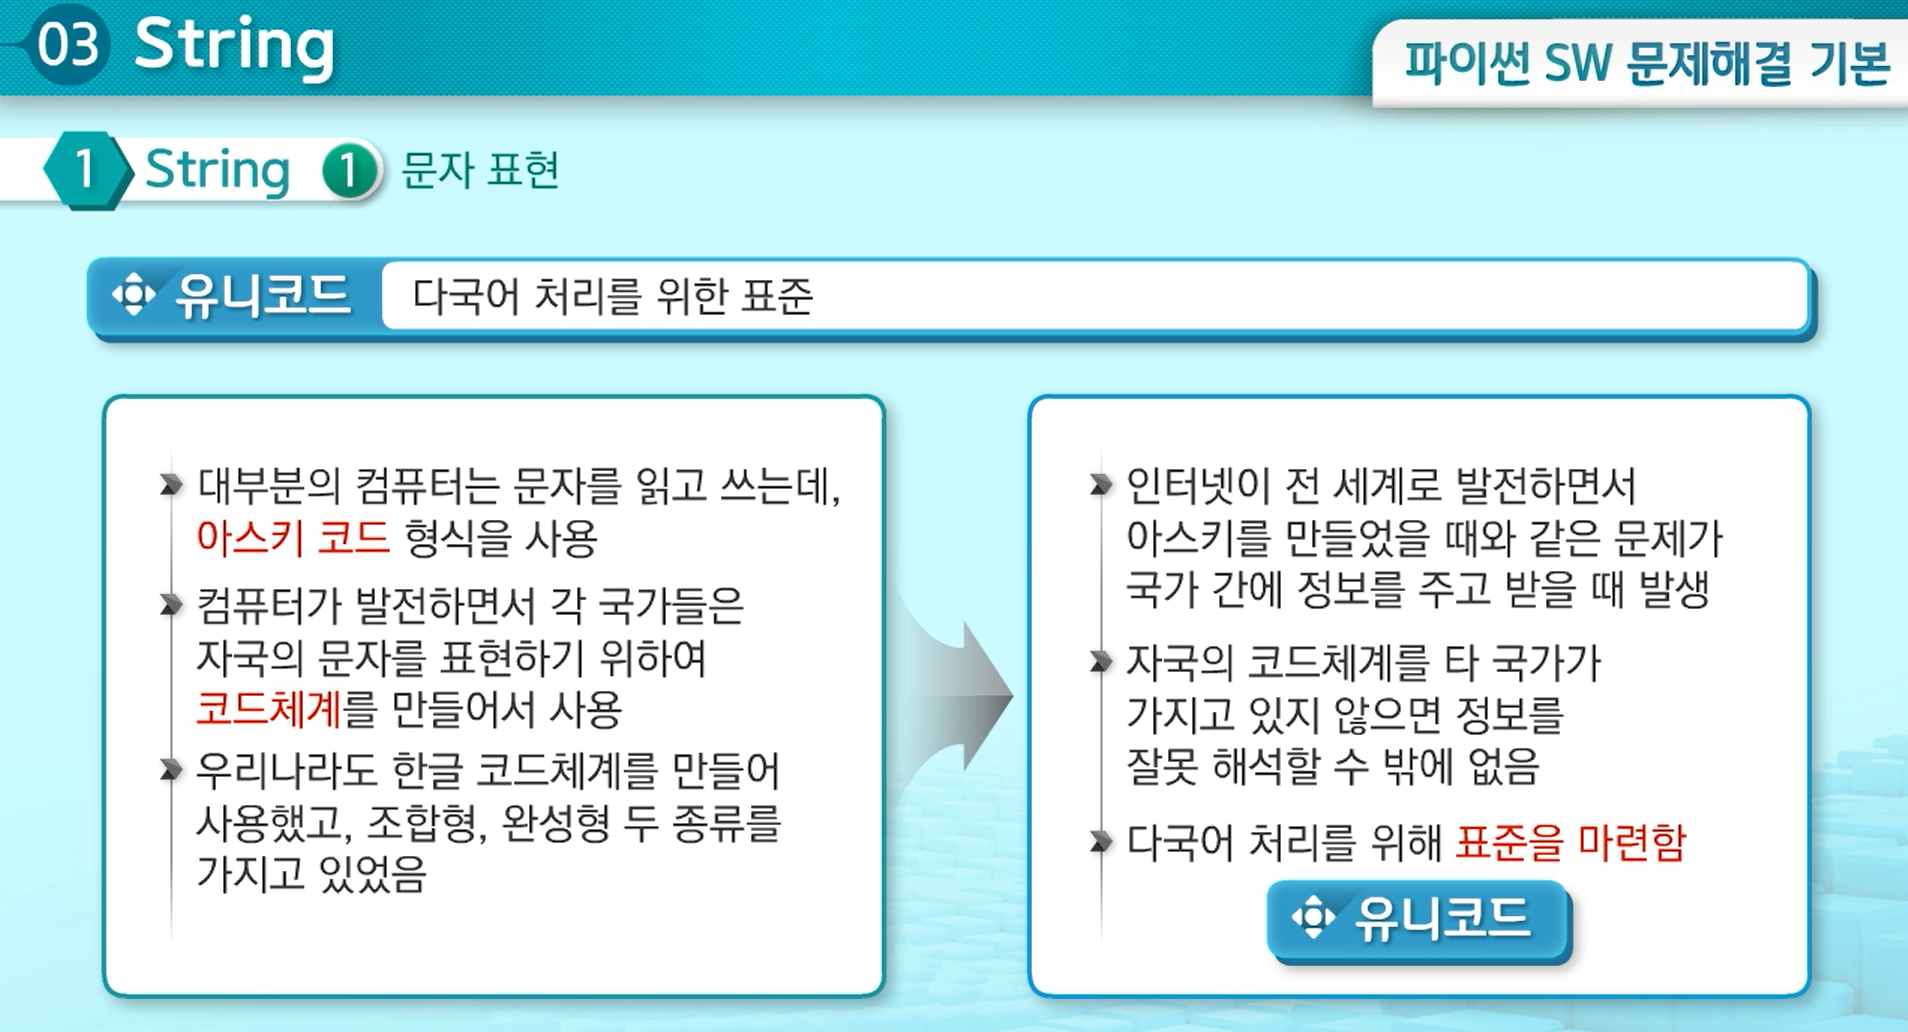 03 String
파이썬 SW 문제해결 기본
1 String 1 문자 표현
유니코드 다국어 처리를 위한 표준
대부분의 컴퓨터는 문자를 읽고 쓰는데,
아스키 코드 형식을 사용
컴퓨터가 발전하면서 각 국가들은
자국의 문자를 표현하기 위하여
코드체계를 만들어서 사용
우리나라도 한글 코드체계를 만들어
사용했고, 조합형, 완성형 두 종류를
가지고 있었음
인터넷이 전 세계로 발전하면서
아스키를 만들었을 때와 같은 문제가
국가 간에 정보를 주고 받을 때 발생
자국의 코드체계를 타 국가가
가지고 있지 않으면 정보를
잘못 해석할 수 밖에 없음
다국어 처리를 위해 표준을 마련함
유니코드